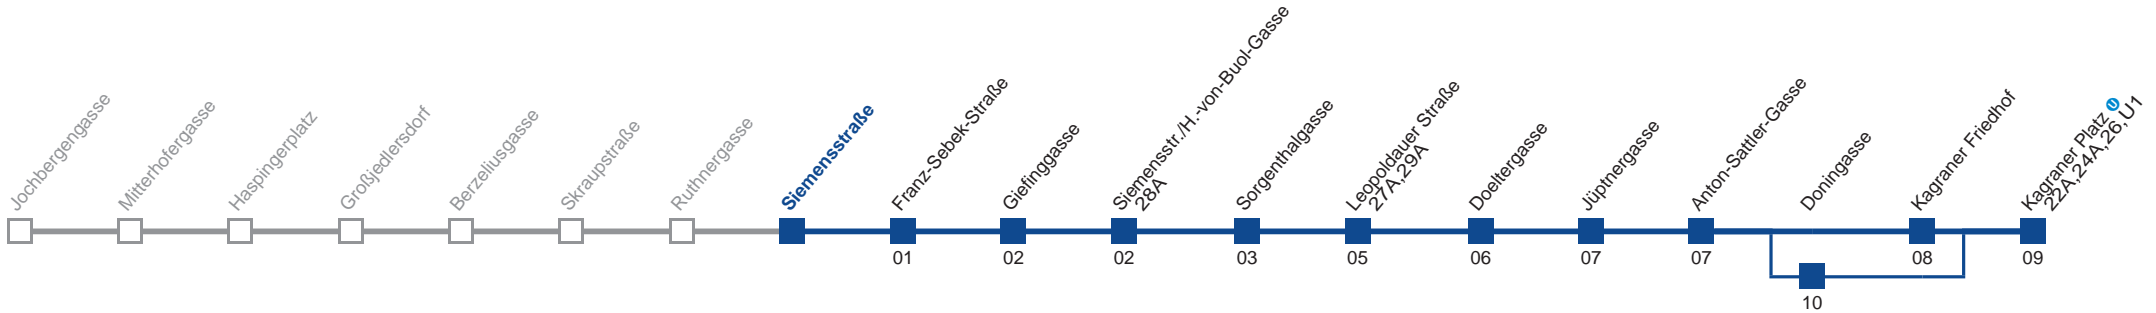 Jochbergengasse
Mitterhofergasse
Haspingerplatz
Großjedlersdorf
Berzeliusgasse
Skraupstraße
Ruthnergasse
Siemensstraße
Franz-Sebek-Straße
01
Giefinggasse
02
Siemensstr./H.-von-Buol-Gasse
28A
02
Sorgenthalgasse
03
Leopoldauer Straße
27A,29A
05
Doeltergasse
06
Jüptnergasse
07
Anton-Sattler-Gasse
07
Doningasse
10
Kagraner Friedhof
08
Kagraner Platz U
22A,24A,26,U1
09